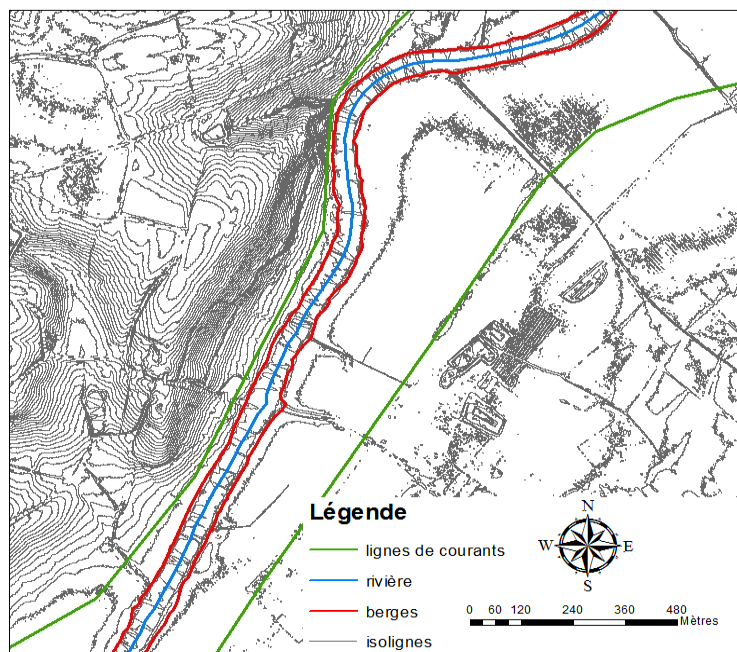 Légende
lignes de courants
rivière
berges
isolignes
N
W E
S
0 60 120 240 360 480
Mètres